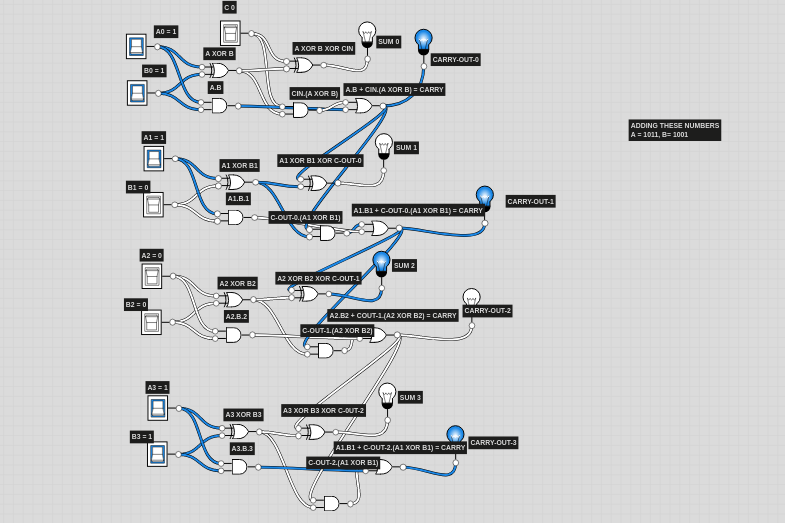 C 0
A0 = 1
SUM 0
A XOR B
A XOR B XOR CIN
CARRY-OUT-0
B0 = 1
A.B
CIN.(A XOR B)
A.B + CIN.(A XOR B) = CARRY
ADDING THESE NUMBERS
A = 1011, B= 1001
A1 = 1
SUM 1
A1 XOR B1
A1 XOR B1 XOR C-OUT-0
B1 = 0
A1.B.1
CARRY-OUT-1
C-OUT-0.(A1 XOR B1)
A1.B1 + C-OUT-0.(A1 XOR B1) = CARRY
A2 = 0
SUM 2
A2 XOR B2
A2 XOR B2 XOR C-OUT-1
B2 = 0
A2.B.2
CARRY-OUT-2
A2.B2 + COUT-1.(A2 XOR B2) = CARRY
C-OUT-1.(A2 XOR B2)
A3 = 1
SUM 3
A3 XOR B3
A3 XOR B3 XOR C-OUT-2
B3 = 1
A3.B.3
CARRY-OUT-3
A1.B1 + C-OUT-2.(A1 XOR B1) = CARRY
C-OUT-2.(A1 XOR B1)